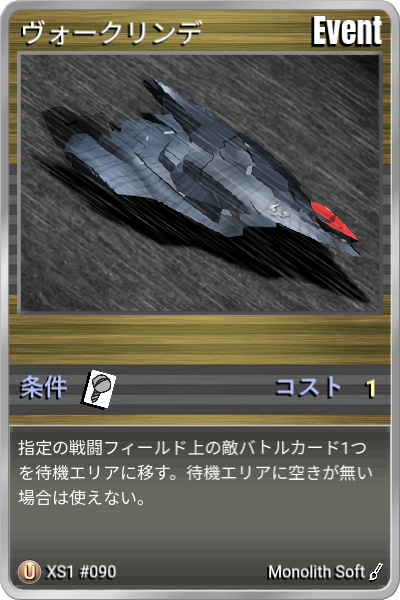 ヴォークリンデ
Event
条件
コスト 1
指定の戦闘フィールド上の敵バトルカード1つ
を待機エリアに移す。待機エリアに空きが無い
場合は使えない。
U XS1 #090
Monolith Soft